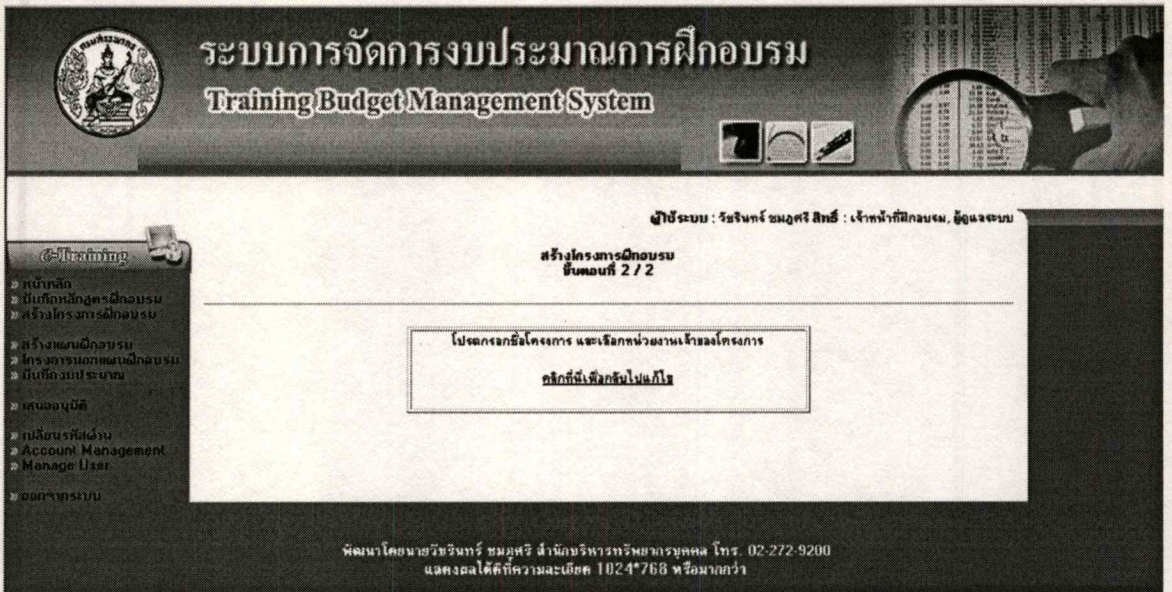 ระบบการจัดการงบประมาณการฝึกอบรม
Training Budget Management System
ผู้ใช้ระบบ : วัชรินทร์ ชมภูศรี สิทธิ์ : เจ้าหน้าที่ฝึกอบรม, ผู้ดูแลระบบ
e-Training
สร้างโครงการฝึกอบรม
ขั้นตอนที่ 2 / 2
» หน้าหลัก
» บันทึกหลักสูตรฝึกอบรม
» สร้างโครงการฝึกอบรม
» สร้างแผนฝึกอบรม
» โครงการนอกแผนฝึกอบรม
» บันทึกงบประมาณ
» เสนออนุมัติ
» เปลี่ยนรหัสผ่าน
» Account Management
» Manage User
» ออกจากระบบ
โปรดกรอกชื่อโครงการ และเลือกหน่วยงานเจ้าของโครงการ
คลิกที่นี่เพื่อกลับไปแก้ไข
พัฒนาโดยนายวัชรินทร์ ชมภูศรี สำนักบริหารทรัพยากรบุคคล โทร. 02-272-9200
แสดงผลได้ดีที่ความละเอียด 1024*768 หรือมากกว่า